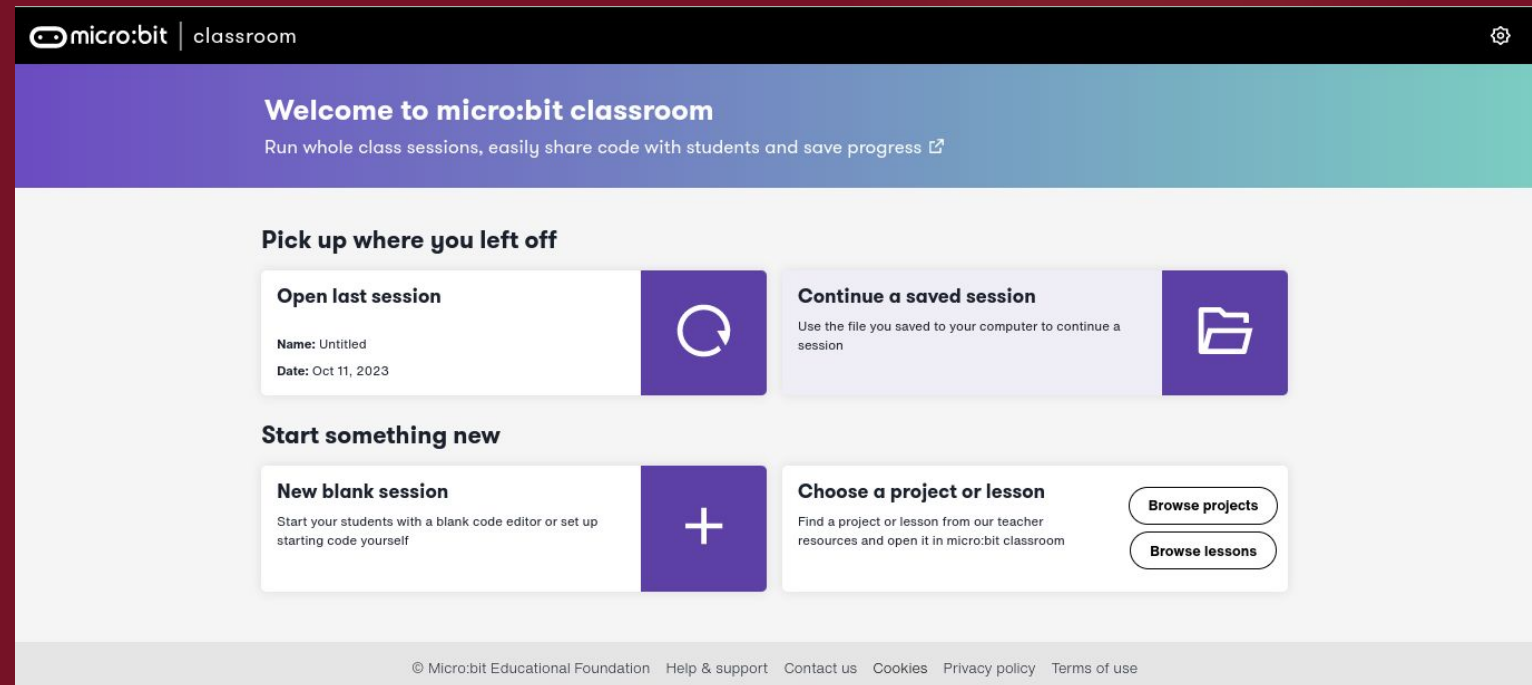 micro:bit | classroom
Welcome to micro:bit classroom
Run whole class sessions, easily share code with students and save progress
Pick up where you left off
Open last session
Name: Untitled
Date: Oct 11, 2023
Continue a saved session
Use the file you saved to your computer to continue a
session
Start something new
New blank session
Start your students with a blank code editor or set up
starting code yourself
Choose a project or lesson
Find a project or lesson from our teacher
resources and open it in micro:bit classroom
Browse projects
Browse lessons
© Micro:bit Educational Foundation Help & support Contact us Cookies Privacy policy Terms of use